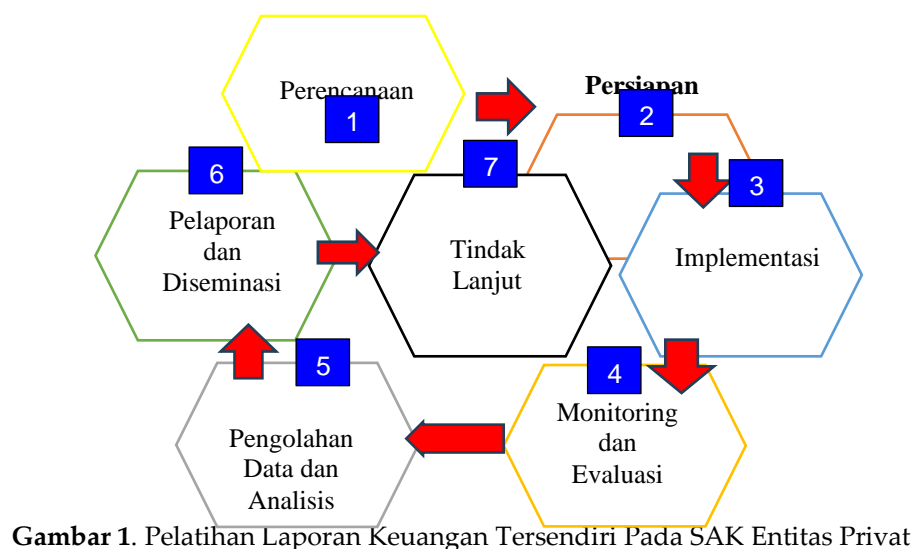 Perencanaan
1
Persiapan
2
3
Implementasi
4
Monitoring
dan
Evaluasi
5
Pengolahan
Data dan
Analisis
6
Pelaporan
dan
Diseminasi
7
Tindak
Lanjut
Gambar 1. Pelatihan Laporan Keuangan Tersendiri Pada SAK Entitas Privat